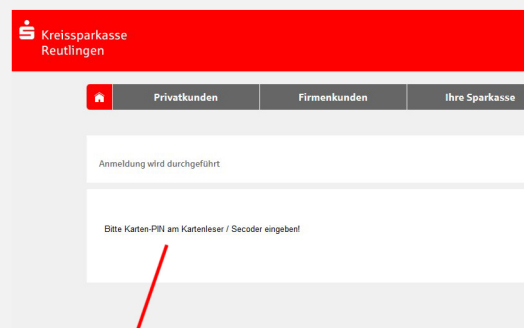 Kreissparkasse
Reutlingen
Privatkunden Firmenkunden Ihre Sparkasse
Anmeldung wird durchgeführt
Bitte Karten-PIN am Kartenleser / Secoder eingeben!